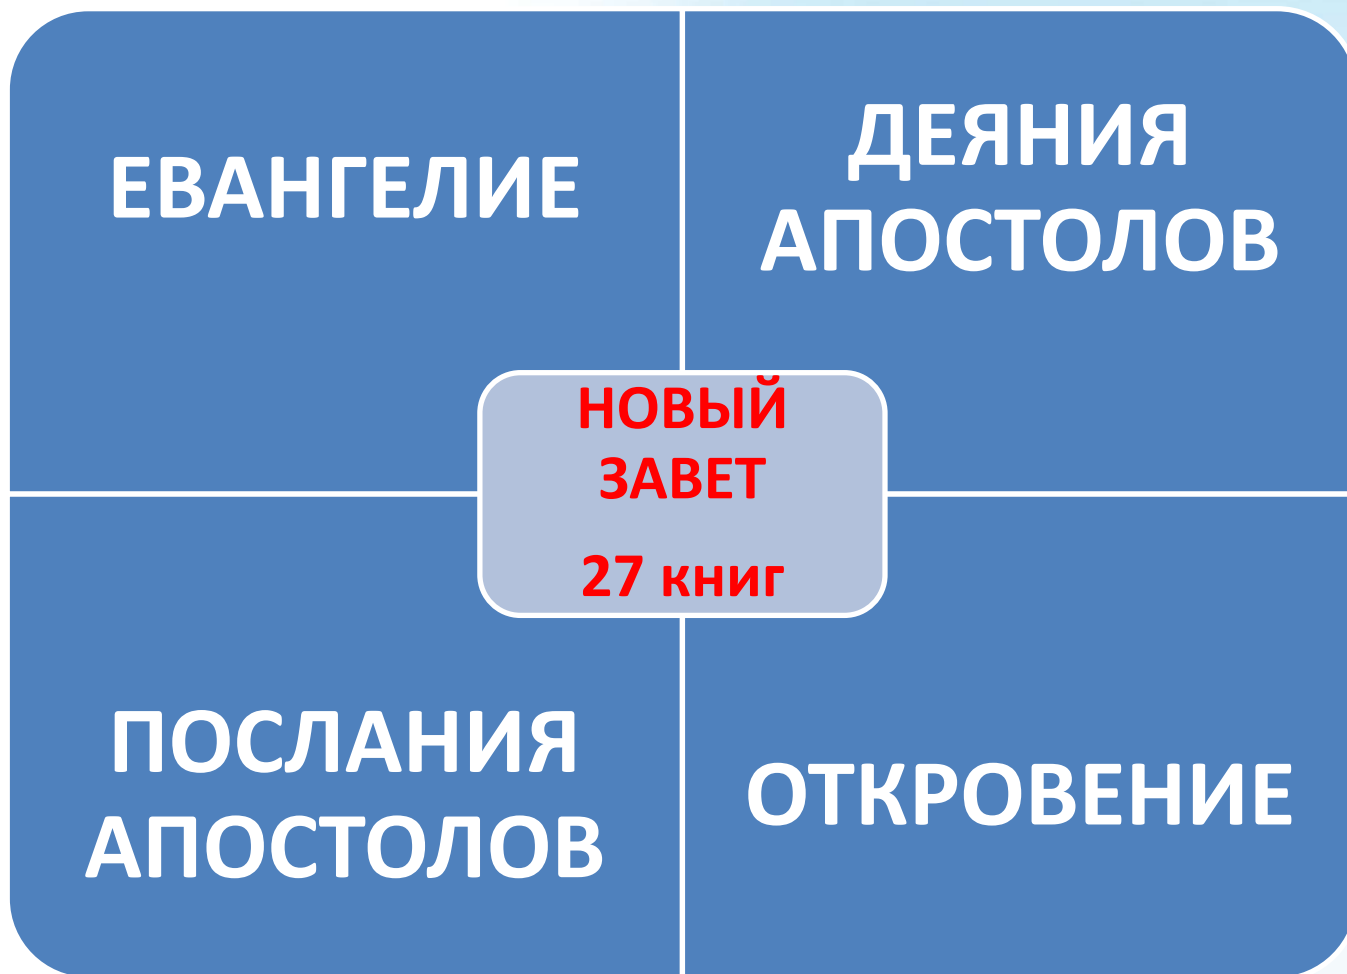 ЕВАНГЕЛИЕ
ДЕЯНИЯ
АПОСТОЛОВ
НОВЫЙ
ЗАВЕТ
27 книг
ПОСЛАНИЯ
АПОСТОЛОВ
ОТКРОВЕНИЕ